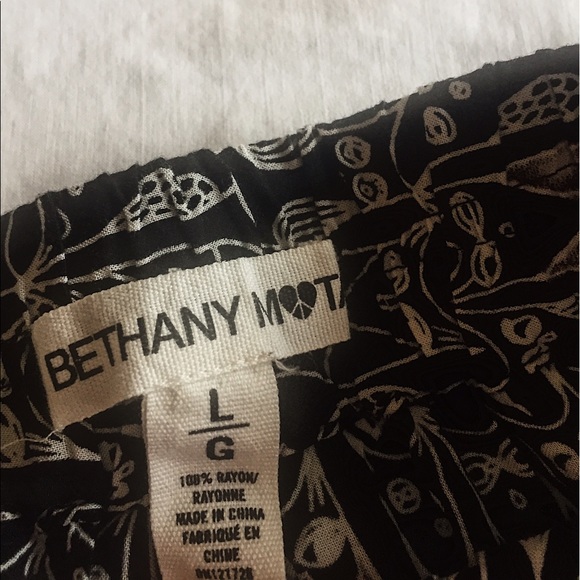 BETHANY MOTA
L
G
100% RAYON/
RAYONNE
MADE IN CHINA
FABRIQUÉ EN
CHINE